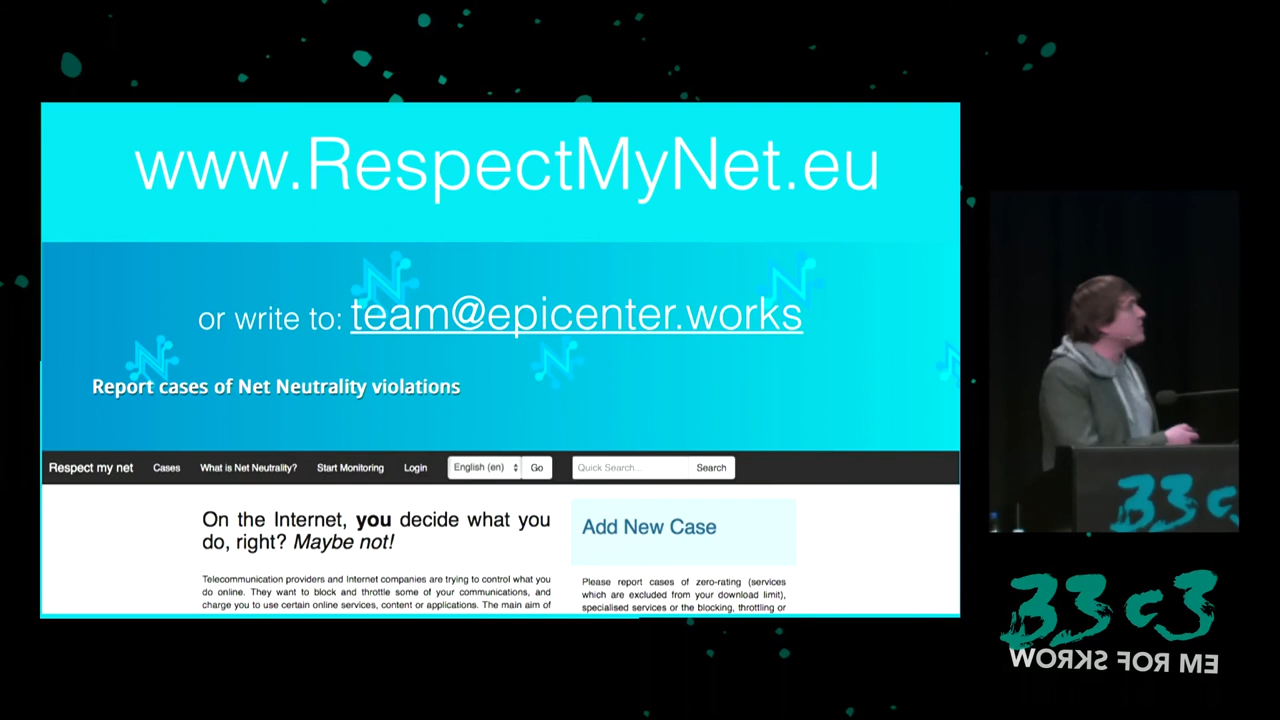 www.RespectMyNet.eu
or write to: team@epicenter.works
Report cases of Net Neutrality violations
Respect my net Cases What is Net Neutrality? Start Monitoring Login English (en) Go Quick Search... Search
On the Internet, you decide what you
do, right? Maybe not!
Telecommunication providers and Internet companies are trying to control what you
do online. They want to block and throttle some of your communications, and
charge you to use certain online services, content or applications. The main aim of
Add New Case
Please report cases of zero-rating (services
which are excluded from your download limit),
specialised services or the blocking, throttling or
33c3
33c3
WORKS FOR ME